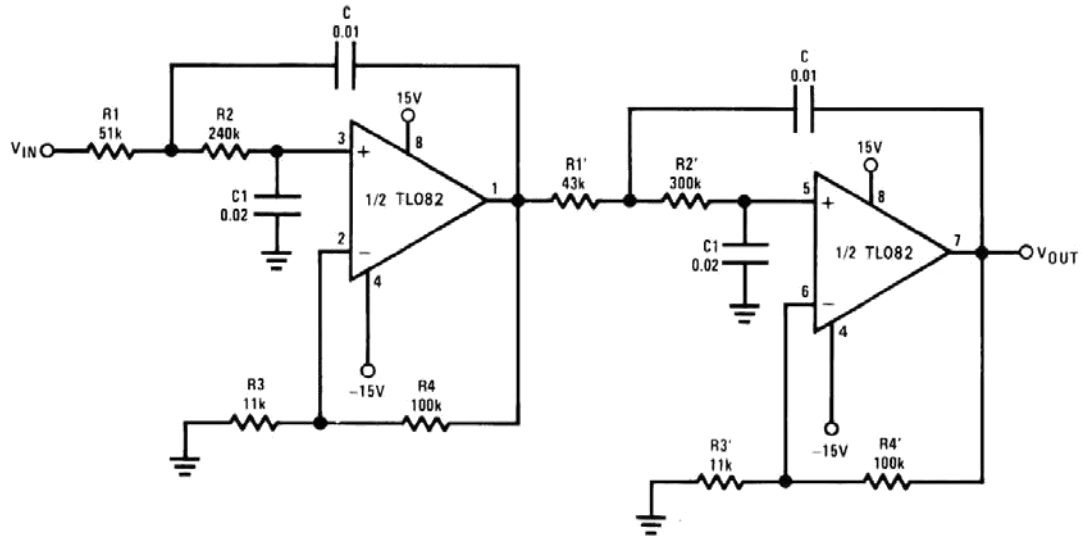 C
0.01
15V
8
R1
51k
R2
240k
VIN
3
+
C1
0.02
1/2 TL082
1
2
−
4
−15V
R3
11k
R4
100k
C
0.01
15V
8
R1'
43k
R2'
300k
5
+
C1
0.02
1/2 TL082
7
VOUT
6
−
4
−15V
R3'
11k
R4'
100k